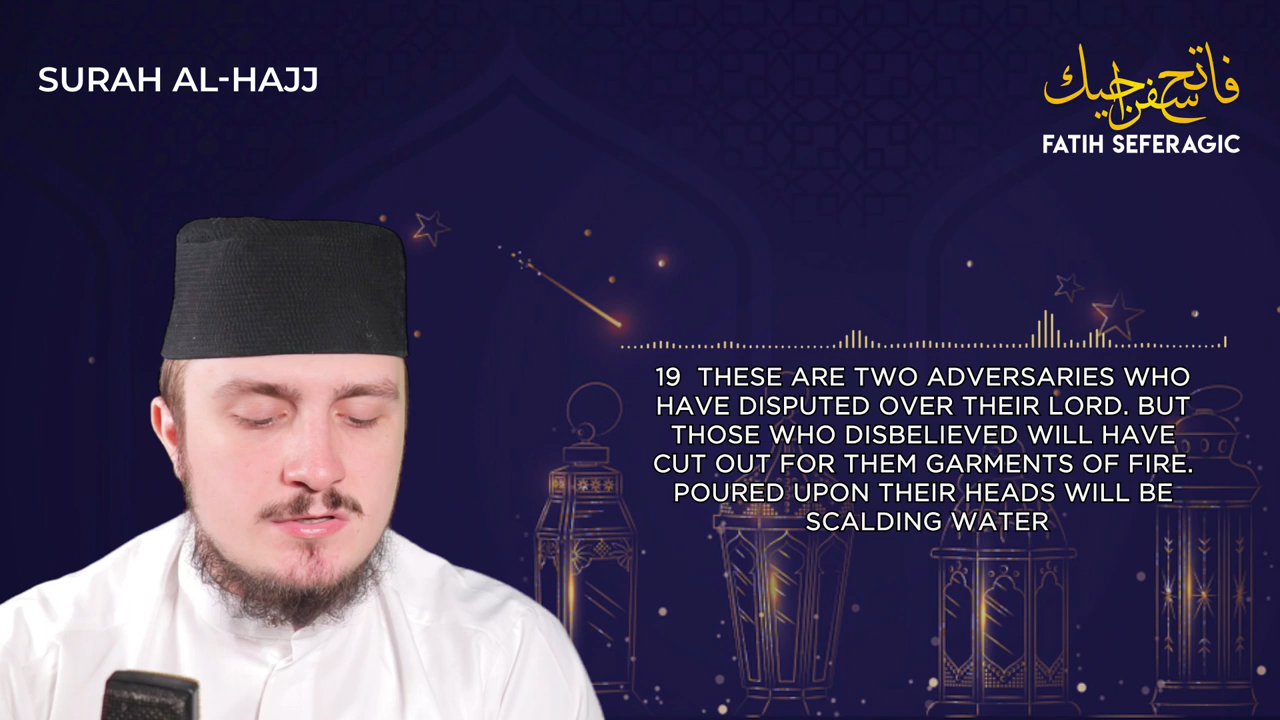 SURAH AL-HAJJ
فاتح سفراجيك
FATIH SEFERAGIC
19 THESE ARE TWO ADVERSARIES WHO
HAVE DISPUTED OVER THEIR LORD. BUT
THOSE WHO DISBELIEVED WILL HAVE
CUT OUT FOR THEM GARMENTS OF FIRE.
POURED UPON THEIR HEADS WILL BE
SCALDING WATER